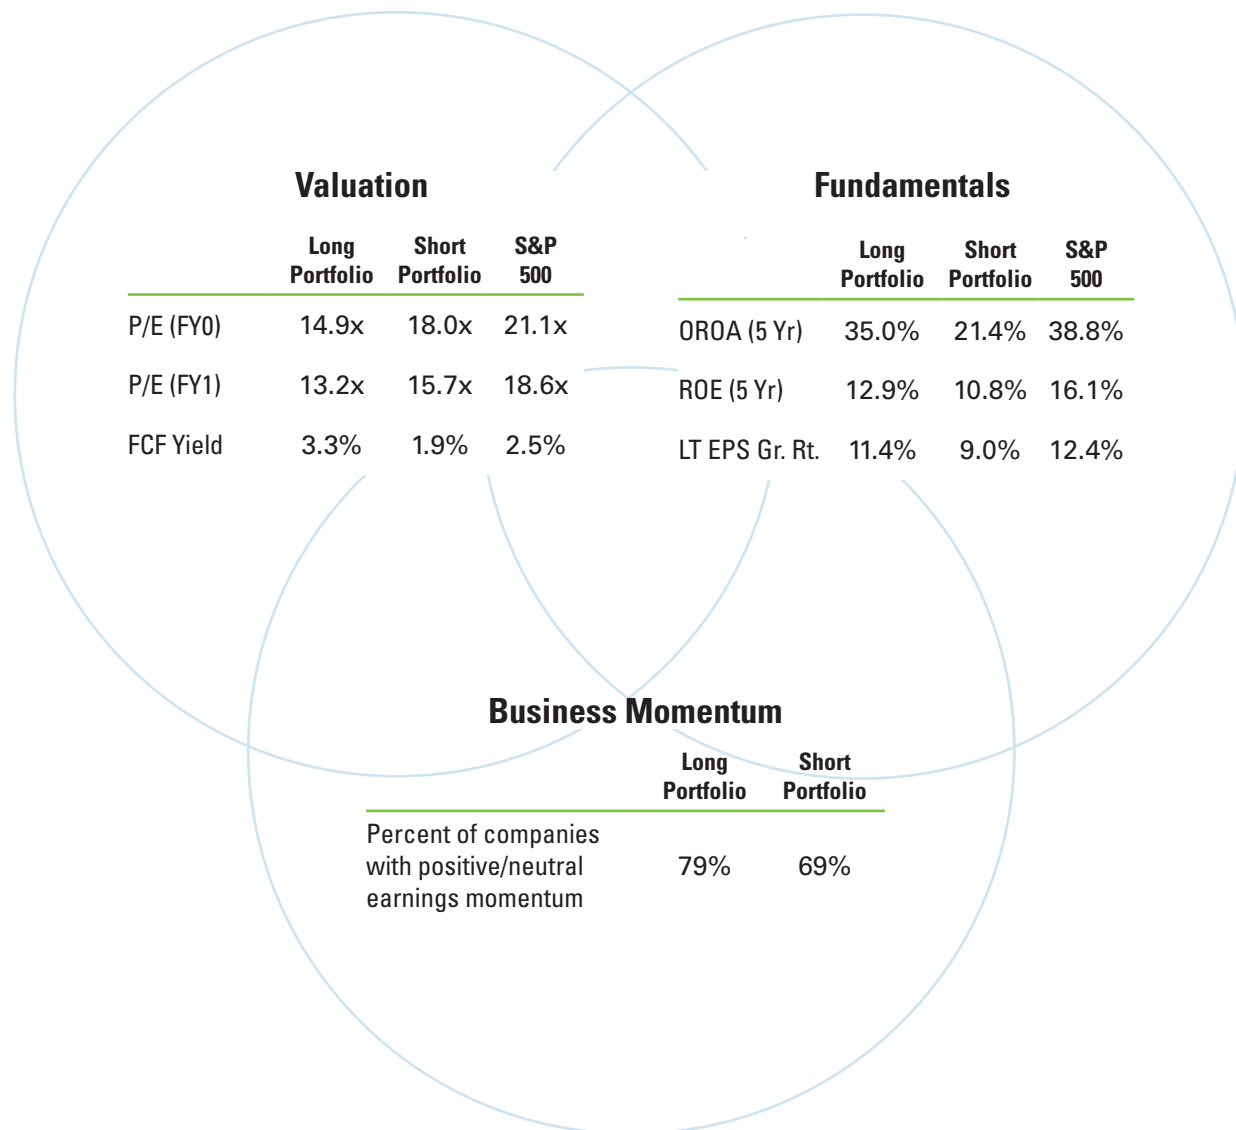 Valuation
Long Portfolio Short Portfolio S&P 500
P/E (FY0) 14.9x 18.0x 21.1x
P/E (FY1) 13.2x 15.7x 18.6x
FCF Yield 3.3% 1.9% 2.5%
Fundamentals
Long Portfolio Short Portfolio S&P 500
OROA (5 Yr) 35.0% 21.4% 38.8%
ROE (5 Yr) 12.9% 10.8% 16.1%
LT EPS Gr. Rt. 11.4% 9.0% 12.4%
Business Momentum
Long Portfolio Short Portfolio
Percent of companies
with positive/neutral 79% 69%
earnings momentum